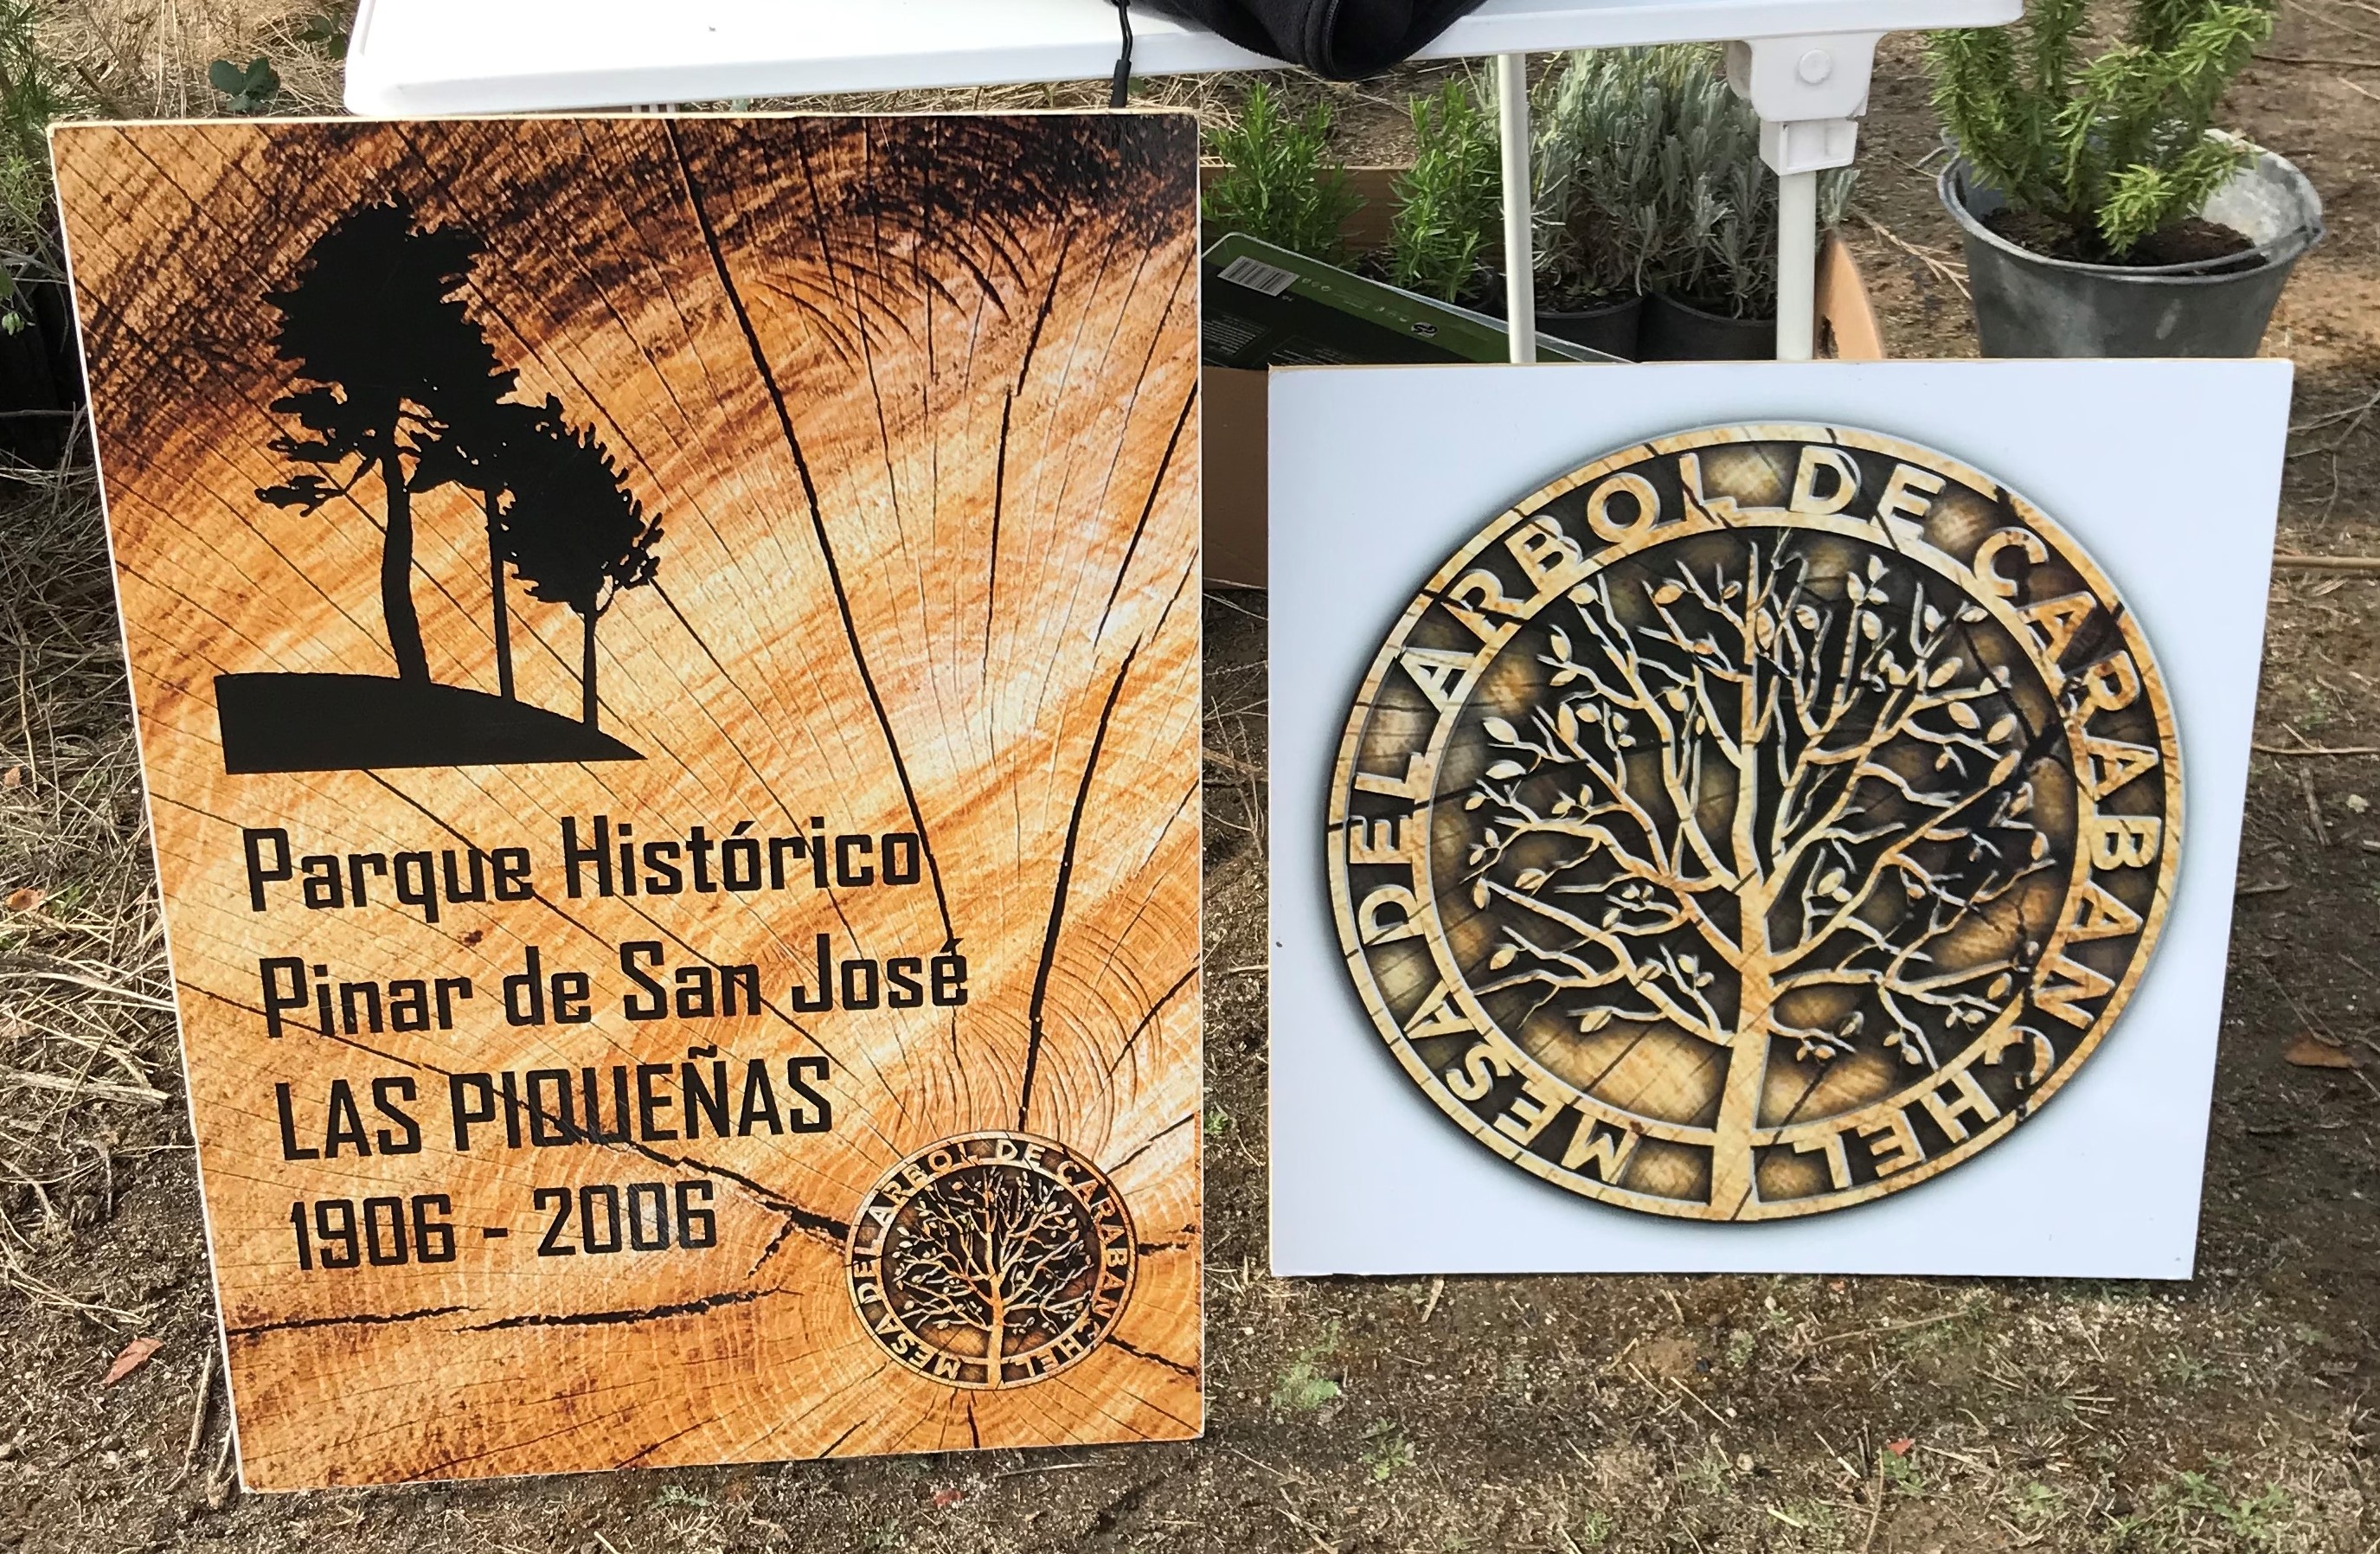 Parque Histórico
Pinar de San José
LAS PIQUEÑAS
1906 - 2006
MESA DEL ARBOL DE CARABANCHEL
MESA DEL ARBOL DE CARABANCHEL
GS